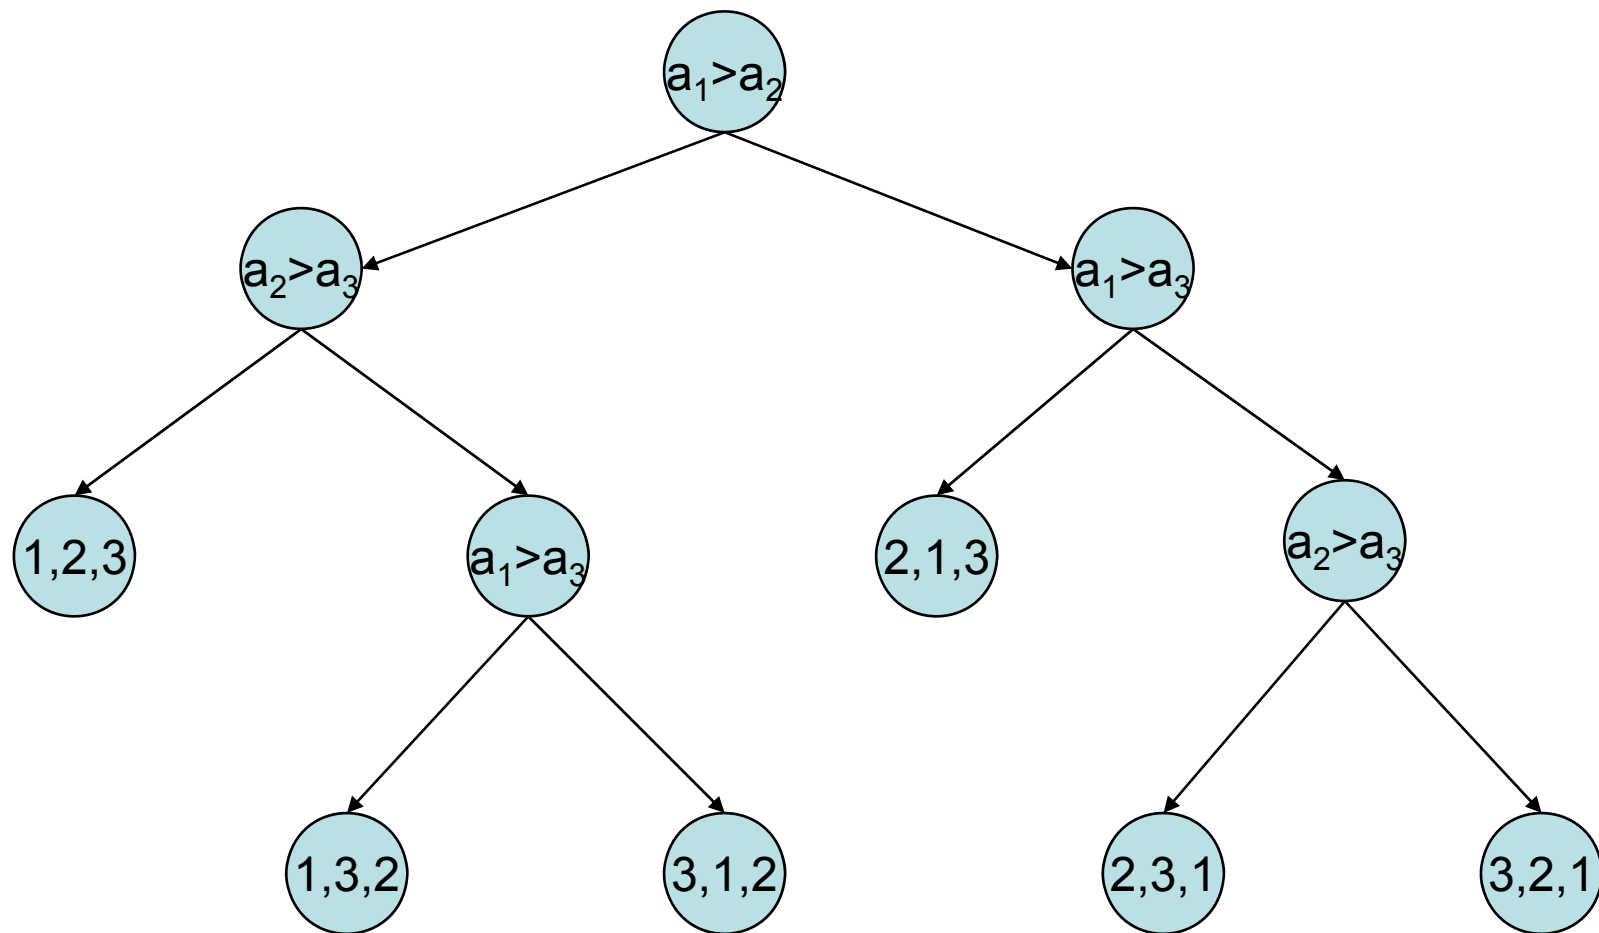 a₁>a₂
a₂>a₃
a₁>a₃
1,2,3
a₁>a₃
2,1,3
a₂>a₃
1,3,2
3,1,2
2,3,1
3,2,1